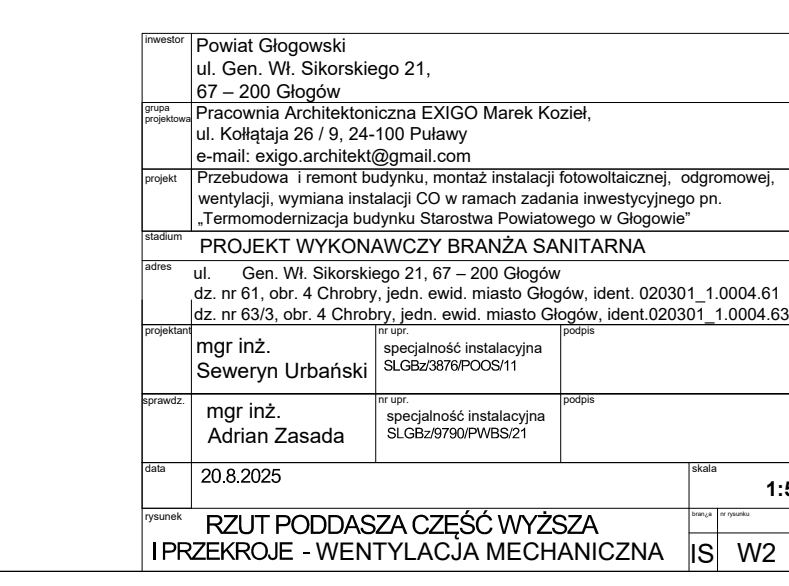 inwestor
Powiat Głogowski
ul. Gen. Wł. Sikorskiego 21,
67 – 200 Głogów
grupa
projektowa
Pracownia Architektoniczna EXIGO Marek Kozieł,
ul. Kołłątaja 26 / 9, 24-100 Puławy
e-mail: exigo.architekt@gmail.com
projekt
Przebudowa i remont budynku, montaż instalacji fotowoltaicznej, odgromowej,
wentylacji, wymiana instalacji CO w ramach zadania inwestycyjnego pn.
„Termomodernizacja budynku Starostwa Powiatowego w Głogowie”
stadium
PROJEKT WYKONAWCZY BRANŻA SANITARNA
adres
ul. Gen. Wł. Sikorskiego 21, 67 – 200 Głogów
dz. nr 61, obr. 4 Chrobry, jedn. ewid. miasto Głogów, ident. 020301_1.0004.61
dz. nr 63/3, obr. 4 Chrobry, jedn. ewid. miasto Głogów, ident.020301_1.0004.63
projektant
mgr inż.
Seweryn Urbański
nr upr.
specjalność instalacyjna
SLGBz/3876/POOS/11
podpis
sprawdz.
mgr inż.
Adrian Zasada
nr upr.
specjalność instalacyjna
SLGBz/9790/PWBS/21
podpis
data
20.8.2025
skala
1:5
rysunek
RZUT PODDASZA CZĘŚĆ WYŻSZA
I PRZEKROJE - WENTYLACJA MECHANICZNA
bran¿a
IS
nr rysunku
W2